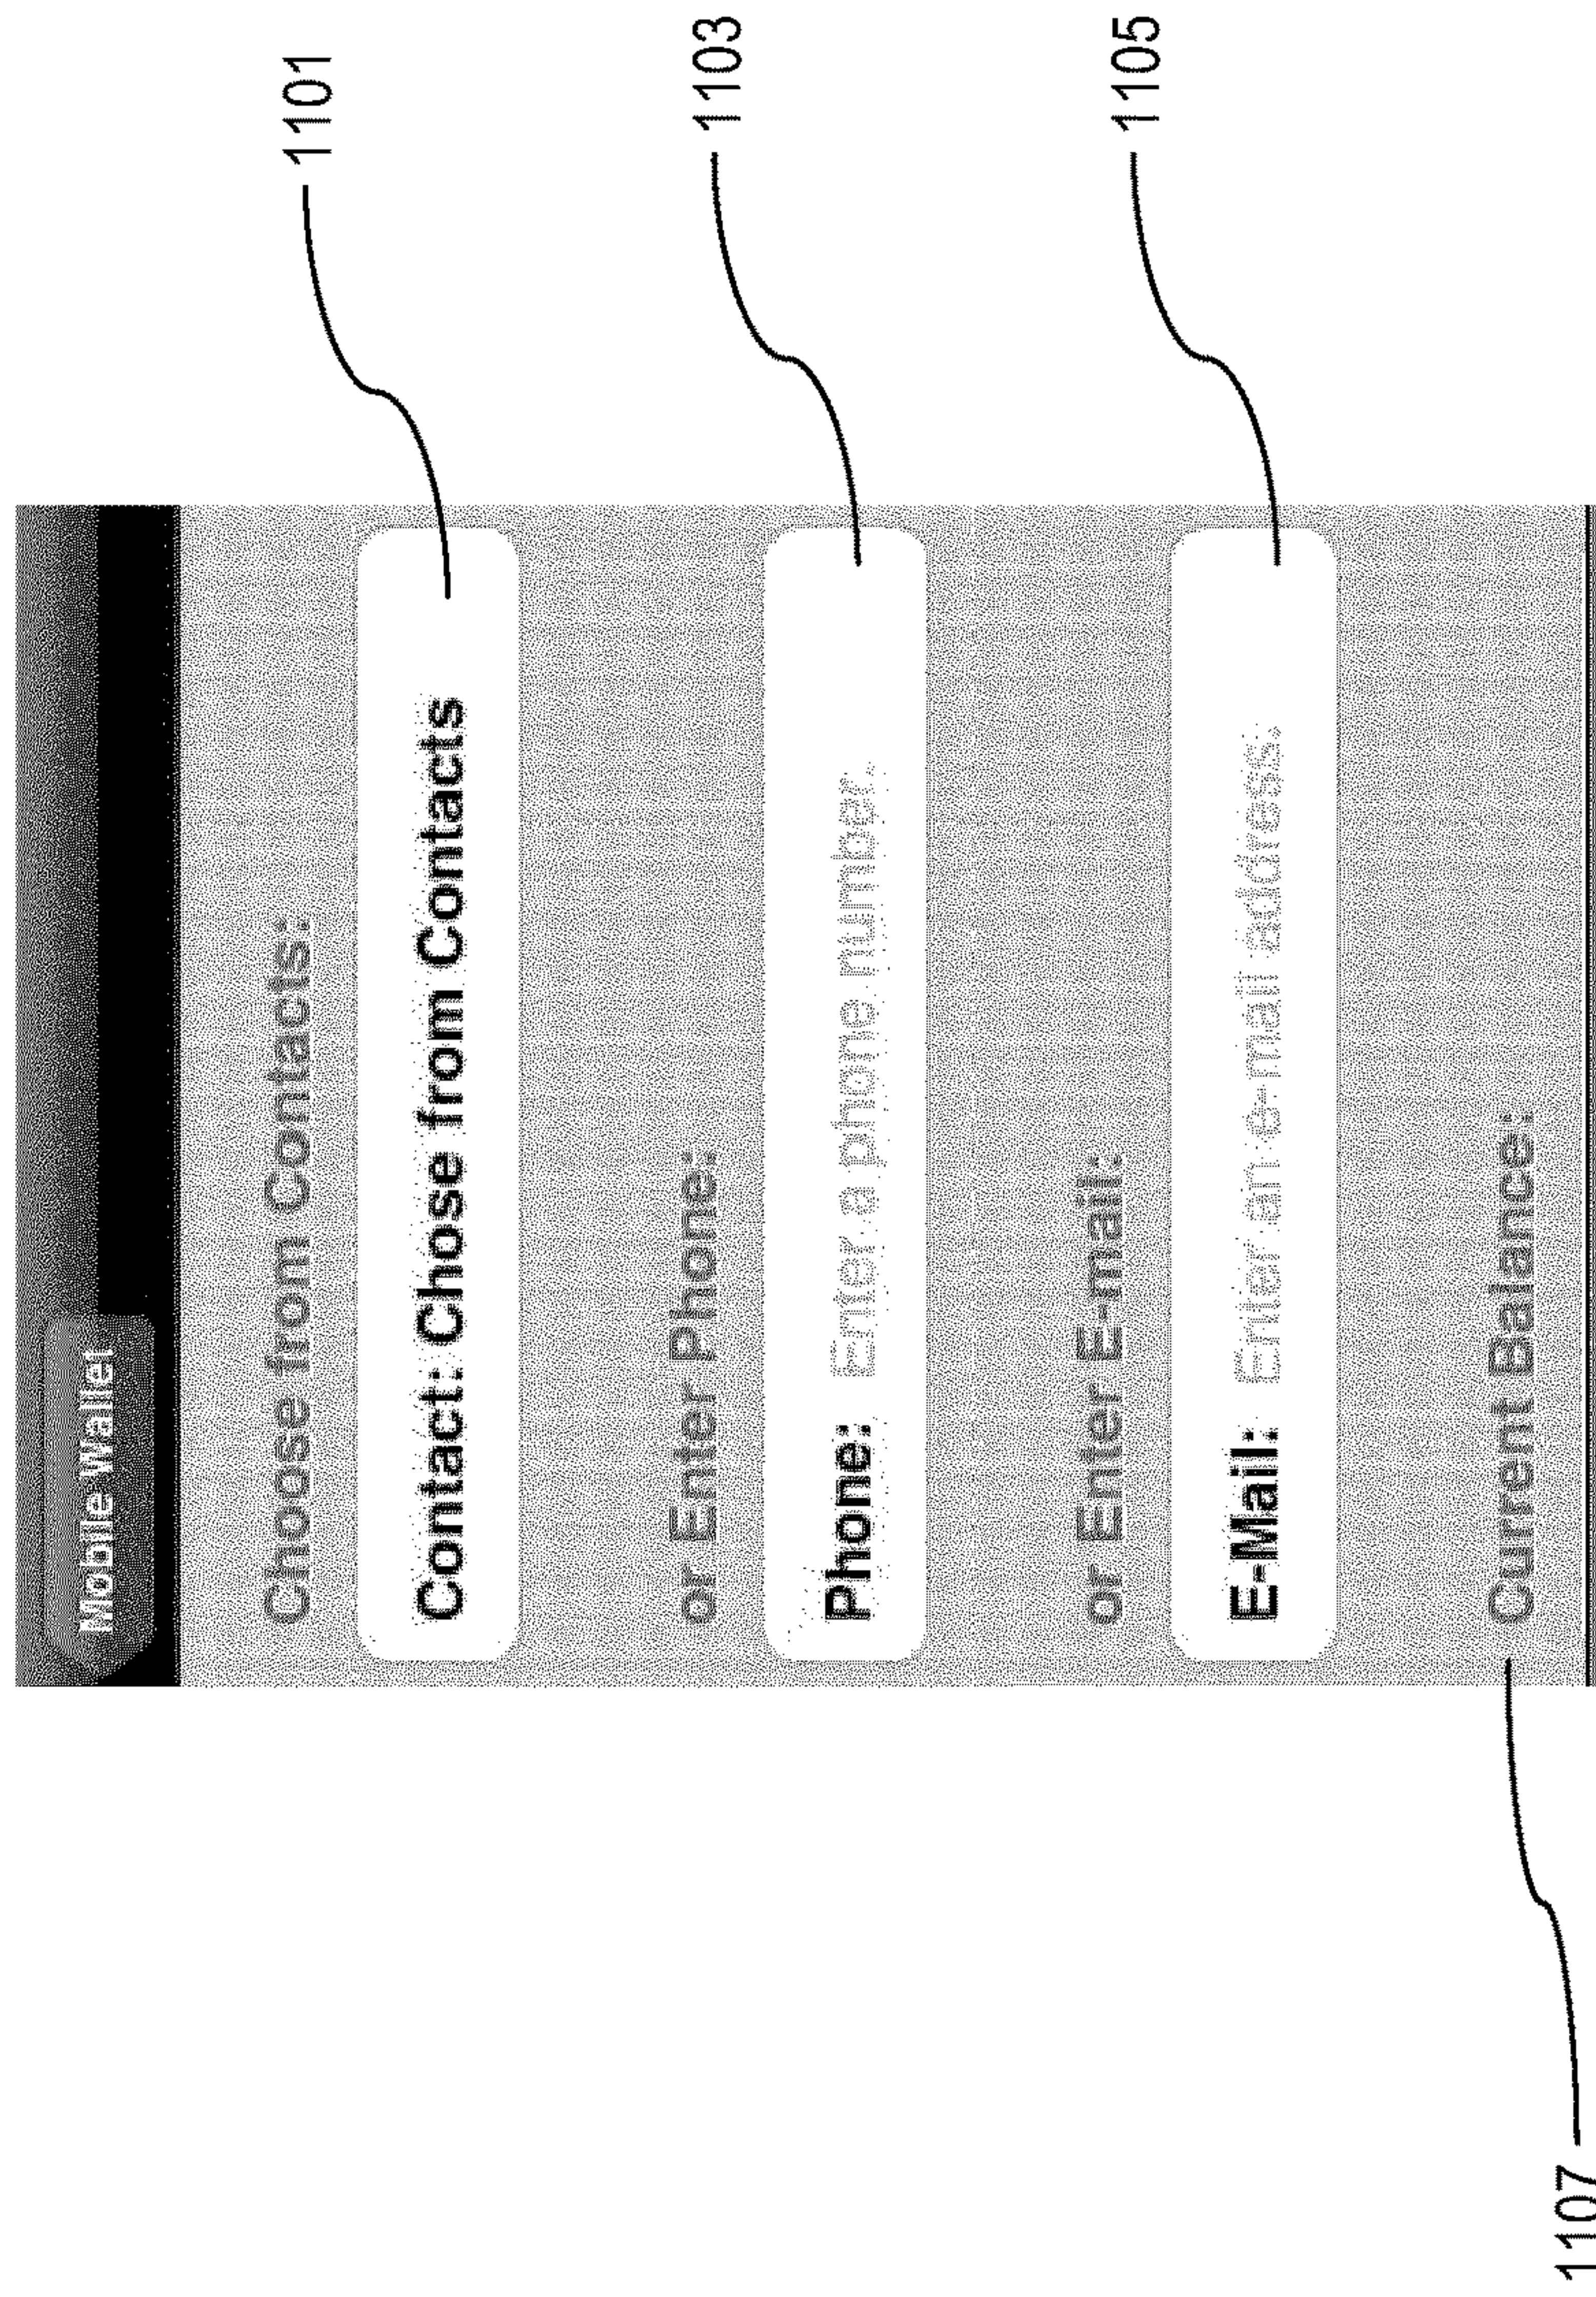 Mobile Wallet
1101
Choose from Contacts:
Contact: Chose from Contacts
1103
or Enter Phone:
Phone: Enter a phone number.
1105
or Enter E-mail:
E-Mail: Enter an e-mail address.
1107
Current Balance: